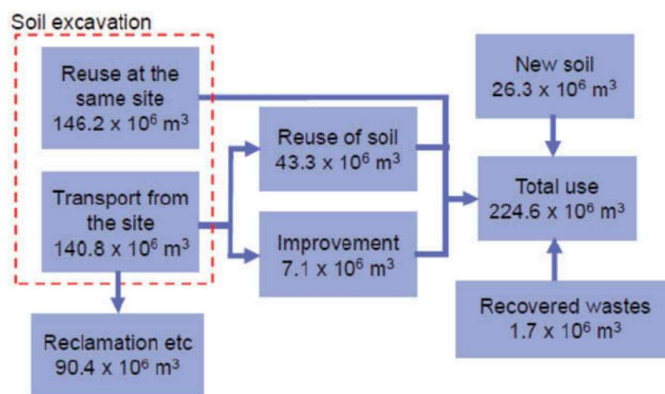 Soil excavation
Reuse at the
same site
146.2 x 10⁶ m³
Transport from
the site
140.8 x 10⁶ m³
Reclamation etc
90.4 x 10⁶ m³
Reuse of soil
43.3 x 10⁶ m³
Improvement
7.1 x 10⁶ m³
New soil
26.3 x 10⁶ m³
Total use
224.6 x 10⁶ m³
Recovered wastes
1.7 x 10⁶ m³